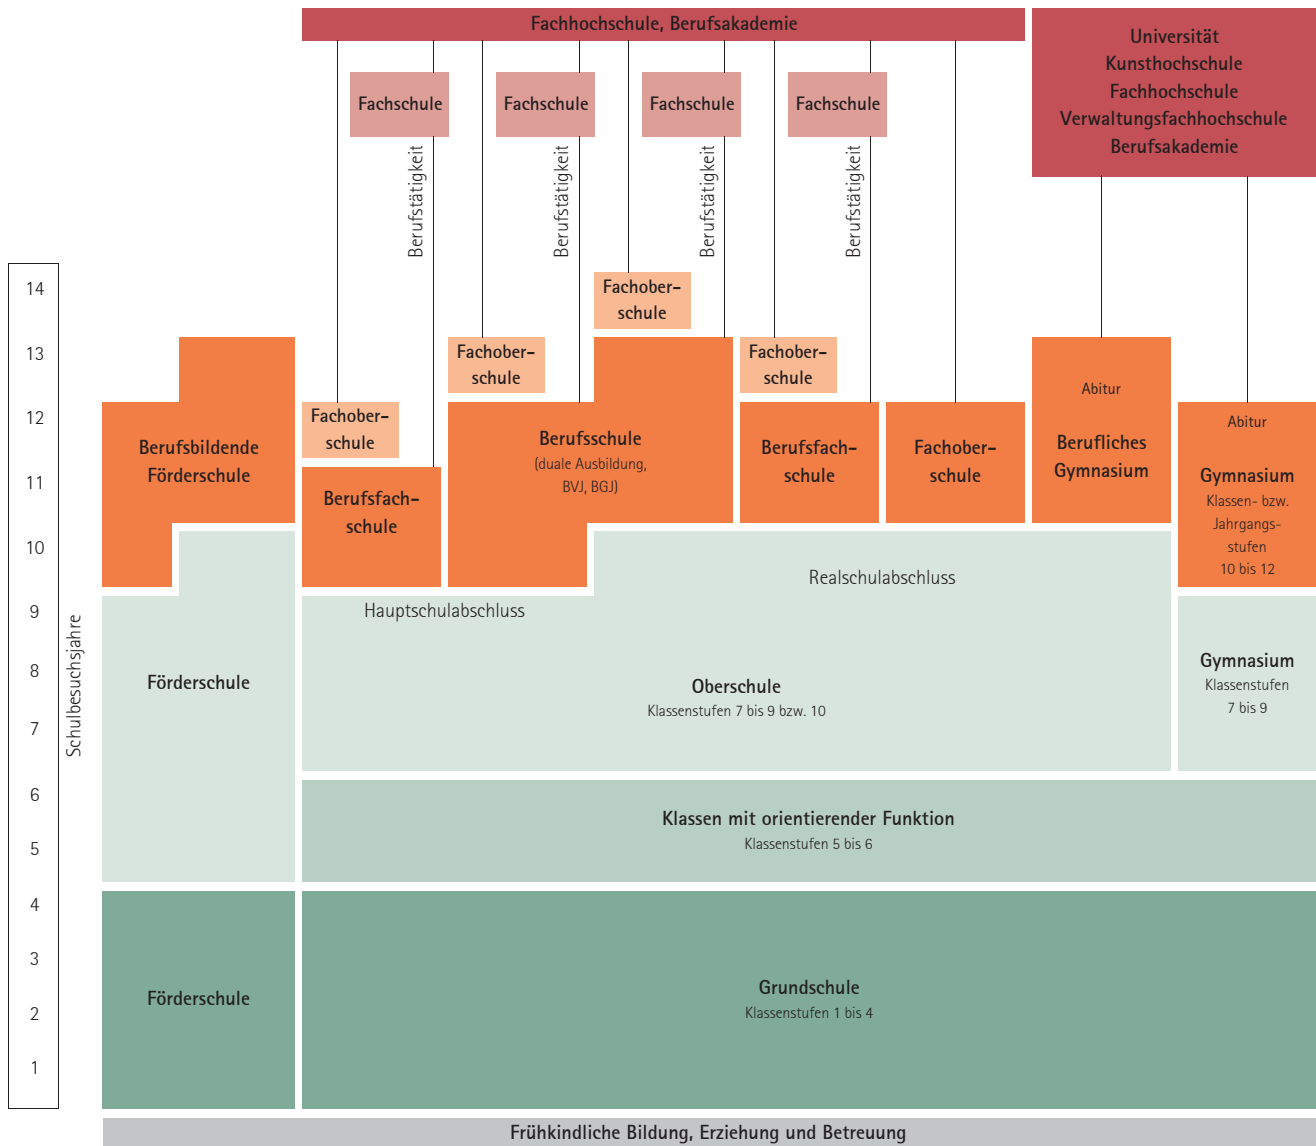 Fachhochschule, Berufsakademie
Universität
Kunsthochschule
Fachhochschule
Verwaltungsfachhochschule
Berufsakademie
Fachschule
Fachschule
Fachschule
Fachschule
Berufstätigkeit
Berufstätigkeit
Berufstätigkeit
Berufstätigkeit
14
13
12
11
10
9
8
7
6
5
4
3
2
1
Schulbesuchsjahre
Fachober-
schule
Fachober-
schule
Fachober-
schule
Fachober-
schule
Berufsbildende
Förderschule
Berufsfach-
schule
Berufsschule
(duale Ausbildung,
BVJ, BGJ)
Berufsfach-
schule
Fachober-
schule
Abitur
Berufliches
Gymnasium
Abitur
Gymnasium
Klassen- bzw.
Jahrgangs-
stufen
10 bis 12
Hauptschulabschluss
Realschulabschluss
Förderschule
Oberschule
Klassenstufen 7 bis 9 bzw. 10
Gymnasium
Klassenstufen
7 bis 9
Klassen mit orientierender Funktion
Klassenstufen 5 bis 6
Förderschule
Grundschule
Klassenstufen 1 bis 4
Frühkindliche Bildung, Erziehung und Betreuung